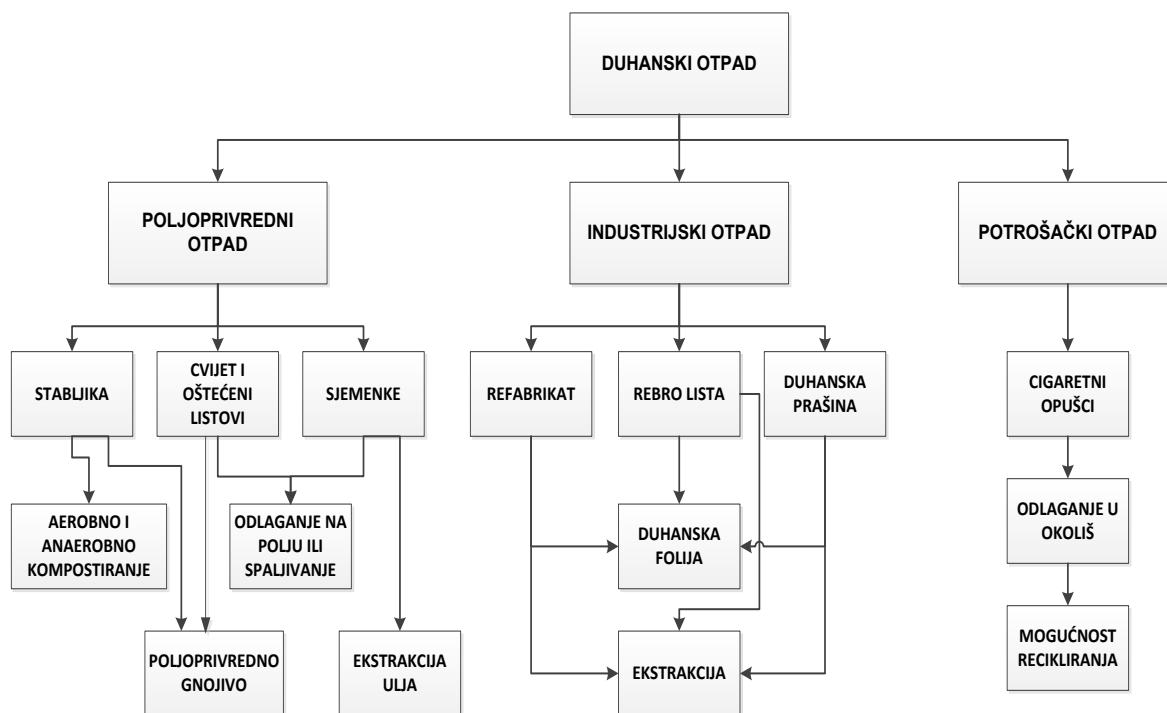 DUHANSKI OTPAD
POLJOPRIVREDNI
OTPAD
INDUSTRIJSKI OTPAD
POTROŠAČKI OTPAD
STABLJIKA
CVIJET I
OŠTEĆENI
LISTOVI
SJEMENKE
REFABRIKAT
REBRO LISTA
DUHANSKA
PRAŠINA
CIGARETNI
OPUŠCI
AEROBNO I
ANAEROBNO
KOMPOSTIRANJE
ODLAGANJE NA
POLJU ILI
SPALJIVANJE
DUHANSKA
FOLIJA
ODLAGANJE U
OKOLIŠ
POLJOPRIVREDNO
GNOJIVO
EKSTRAKCIJA
ULJA
EKSTRAKCIJA
MOGUĆNOST
RECIKLIRANJA